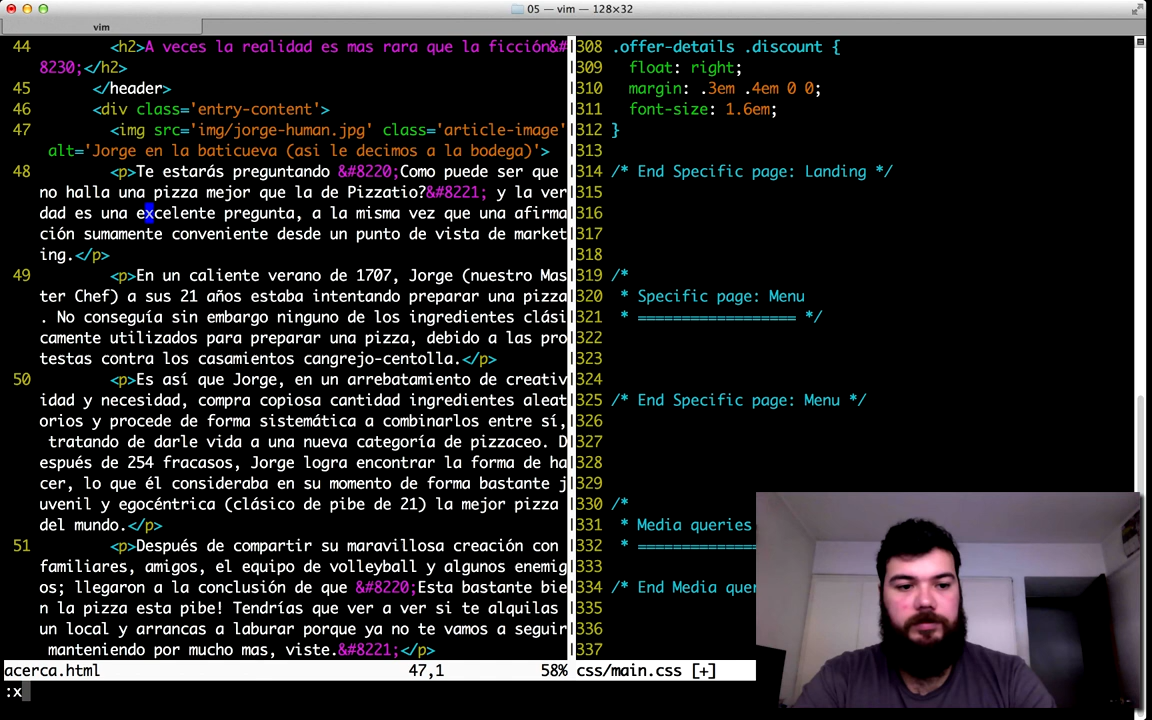 05 — vim — 128×32
vim
44 <h2>A veces la realidad es mas rara que la ficción&#
8230;</h2>
45 </header>
46 <div class='entry-content'>
47 <img src='img/jorge-human.jpg' class='article-image'
alt='Jorge en la baticueva (asi le decimos a la bodega)'>
48 <p>Te estarás preguntando &#8220;Como puede ser que
no halla una pizza mejor que la de Pizzatio?&#8221; y la ver
dad es una excelente pregunta, a la misma vez que una afirma
ción sumamente conveniente desde un punto de vista de market
ing.</p>
49 <p>En un caliente verano de 1707, Jorge (nuestro Mas
ter Chef) a sus 21 años estaba intentando preparar una pizza
. No conseguía sin embargo ninguno de los ingredientes clási
camente utilizados para preparar una pizza, debido a las pro
testas contra los casamientos cangrejo-centolla.</p>
50 <p>Es así que Jorge, en un arrebatamiento de creativ
idad y necesidad, compra copiosa cantidad ingredientes aleat
orios y procede de forma sistemática a combinarlos entre sí,
tratando de darle vida a una nueva categoría de pizzaceo. D
espués de 254 fracasos, Jorge logra encontrar la forma de ha
cer, lo que él consideraba en su momento de forma bastante j
uvenil y egocéntrica (clásico de pibe de 21) la mejor pizza
del mundo.</p>
51 <p>Después de compartir su maravillosa creación con
familiares, amigos, el equipo de volleyball y algunos enemig
os; llegaron a la conclusión de que &#8220;Esta bastante bie
n la pizza esta pibe! Tendrías que ver a ver si te alquilas
un local y arrancas a laburar porque ya no te vamos a seguir
manteniendo por mucho mas, viste.&#8221;</p>
acerca.html 47,1 58%
:x
308 .offer-details .discount {
309 float: right;
310 margin: .3em .4em 0 0;
311 font-size: 1.6em;
312 }
313
314 /* End Specific page: Landing */
315
316
317
318
319 /*
320 * Specific page: Menu
321 * ================== */
322
323
324
325 /* End Specific page: Menu */
326
327
328
329
330 /*
331 * Media queries
332 * =============
333
334 /* End Media quer
335
336
337
css/main.css [+]